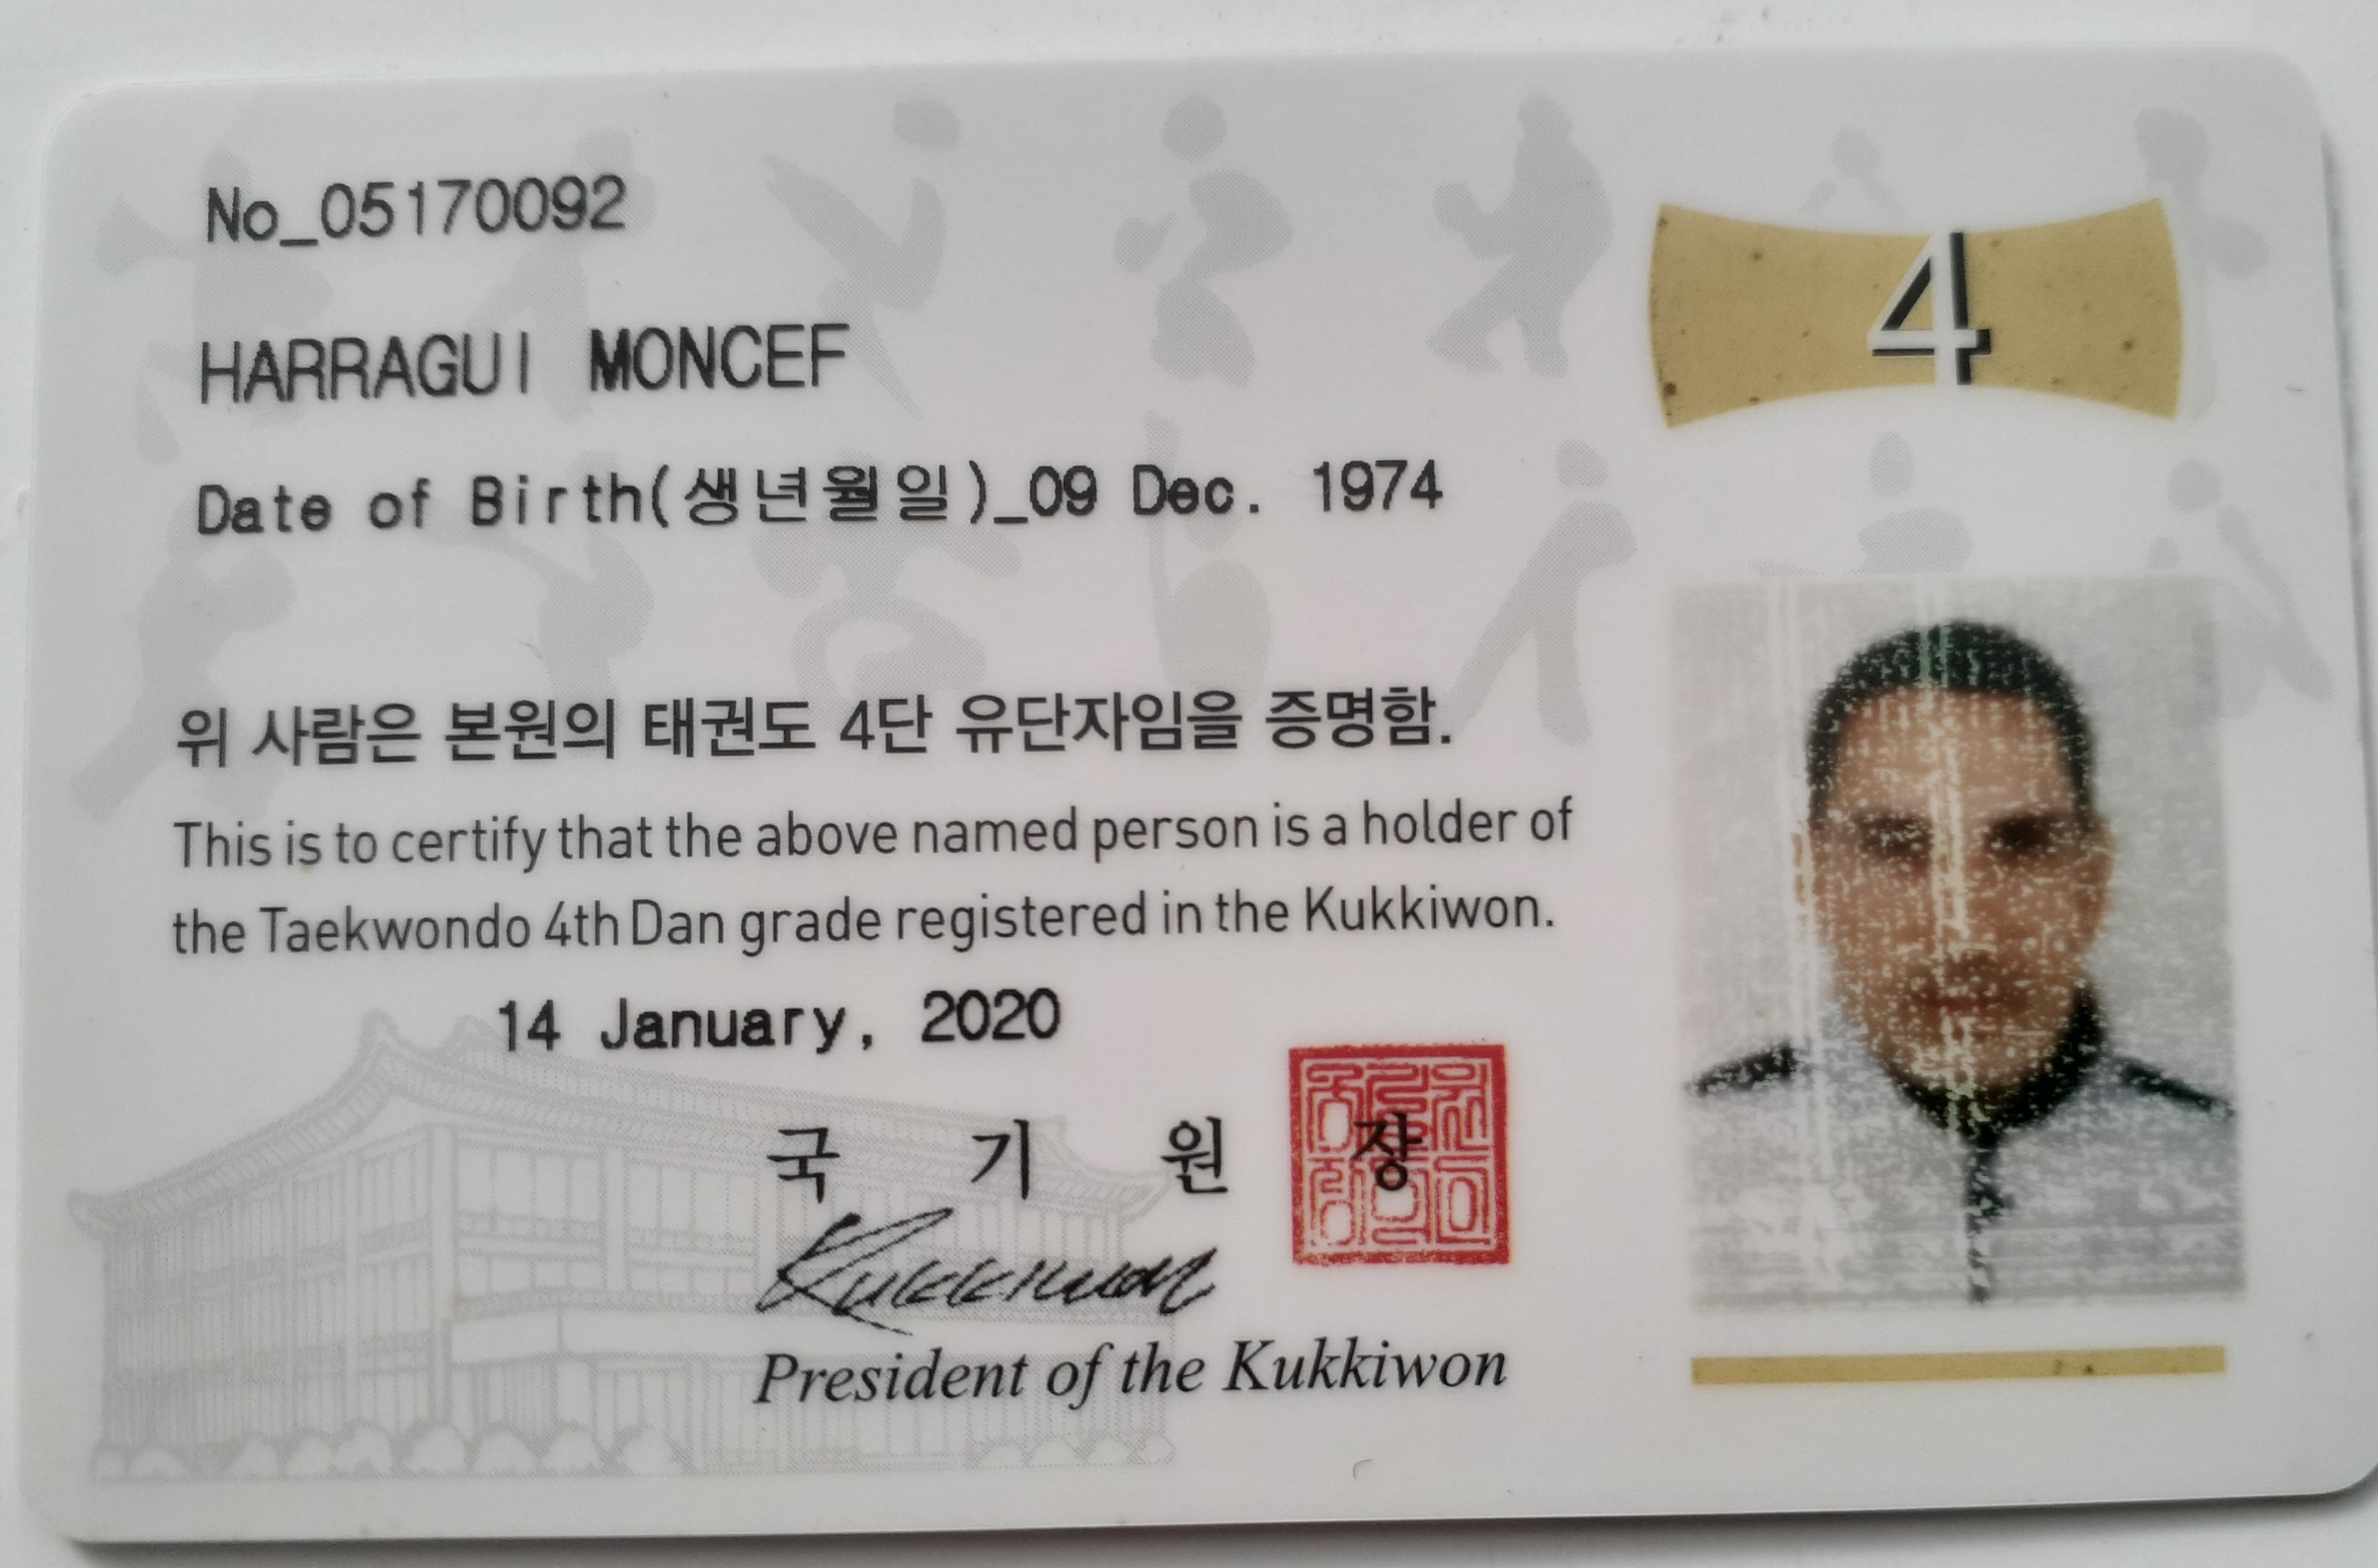 No_05170092
4
HARRAGUI MONCEF
Date of Birth(생년월일)_09 Dec. 1974
위 사람은 본원의 태권도 4단 유단자임을 증명함.
This is to certify that the above named person is a holder of
the Taekwondo 4th Dan grade registered in the Kukkiwon.
14 January, 2020
국 기 원 장
Kukkiwon
President of the Kukkiwon